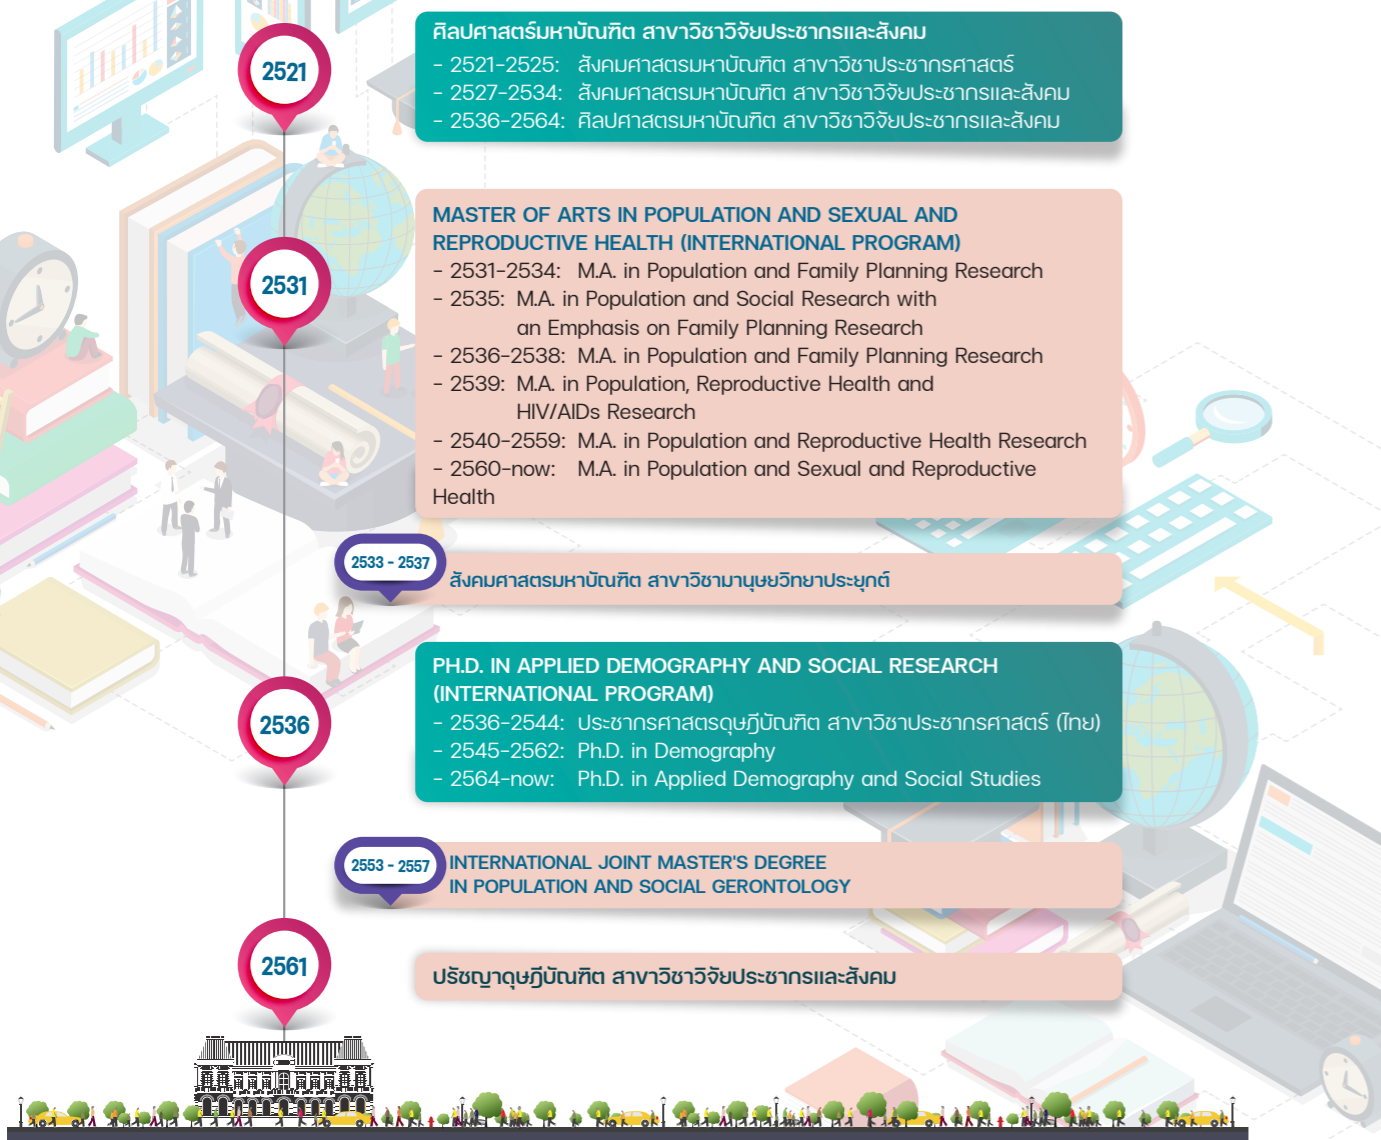 2521
ศิลปศาสตร์มหาบัณฑิต สาขาวิชาวิจัยประชากรและสังคม
- 2521-2525: สังคมศาสตรมหาบัณฑิต สาขาวิชาประชากรศาสตร์
- 2527-2534: สังคมศาสตรมหาบัณฑิต สาขาวิชาวิจัยประชากรและสังคม
- 2536-2564: ศิลปศาสตรมหาบัณฑิต สาขาวิชาวิจัยประชากรและสังคม
2531
MASTER OF ARTS IN POPULATION AND SEXUAL AND
REPRODUCTIVE HEALTH (INTERNATIONAL PROGRAM)
- 2531-2534: M.A. in Population and Family Planning Research
- 2535: M.A. in Population and Social Research with
an Emphasis on Family Planning Research
- 2536-2538: M.A. in Population and Family Planning Research
- 2539: M.A. in Population, Reproductive Health and
HIV/AIDs Research
- 2540-2559: M.A. in Population and Reproductive Health Research
- 2560-now: M.A. in Population and Sexual and Reproductive
Health
2533 - 2537
สังคมศาสตรมหาบัณฑิต สาขาวิชามานุษยวิทยาประยุกต์
2536
PH.D. IN APPLIED DEMOGRAPHY AND SOCIAL RESEARCH
(INTERNATIONAL PROGRAM)
- 2536-2544: ประชากรศาสตรดุษฎีบัณฑิต สาขาวิชาประชากรศาสตร์ (ไทย)
- 2545-2562: Ph.D. in Demography
- 2564-now: Ph.D. in Applied Demography and Social Studies
2553 - 2557
INTERNATIONAL JOINT MASTER'S DEGREE
IN POPULATION AND SOCIAL GERONTOLOGY
2561
ปรัชญาดุษฎีบัณฑิต สาขาวิชาวิจัยประชากรและสังคม